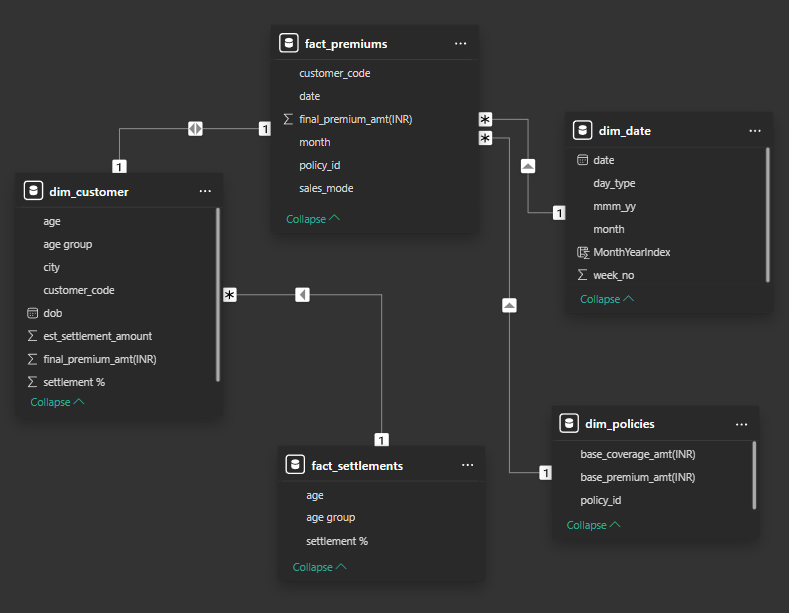 fact_premiums
customer_code
date
Σ final_premium_amt(INR)
month
policy_id
sales_mode
Collapse
1
1
*
*
1
dim_date
date
day_type
mmm_yy
month
MonthYearIndex
Σ week_no
Collapse
dim_customer
age
age group
city
customer_code
dob
Σ est_settlement_amount
Σ final_premium_amt(INR)
Σ settlement %
Collapse
*
1
fact_settlements
age
age group
settlement %
Collapse
1
dim_policies
base_coverage_amt(INR)
base_premium_amt(INR)
policy_id
Collapse